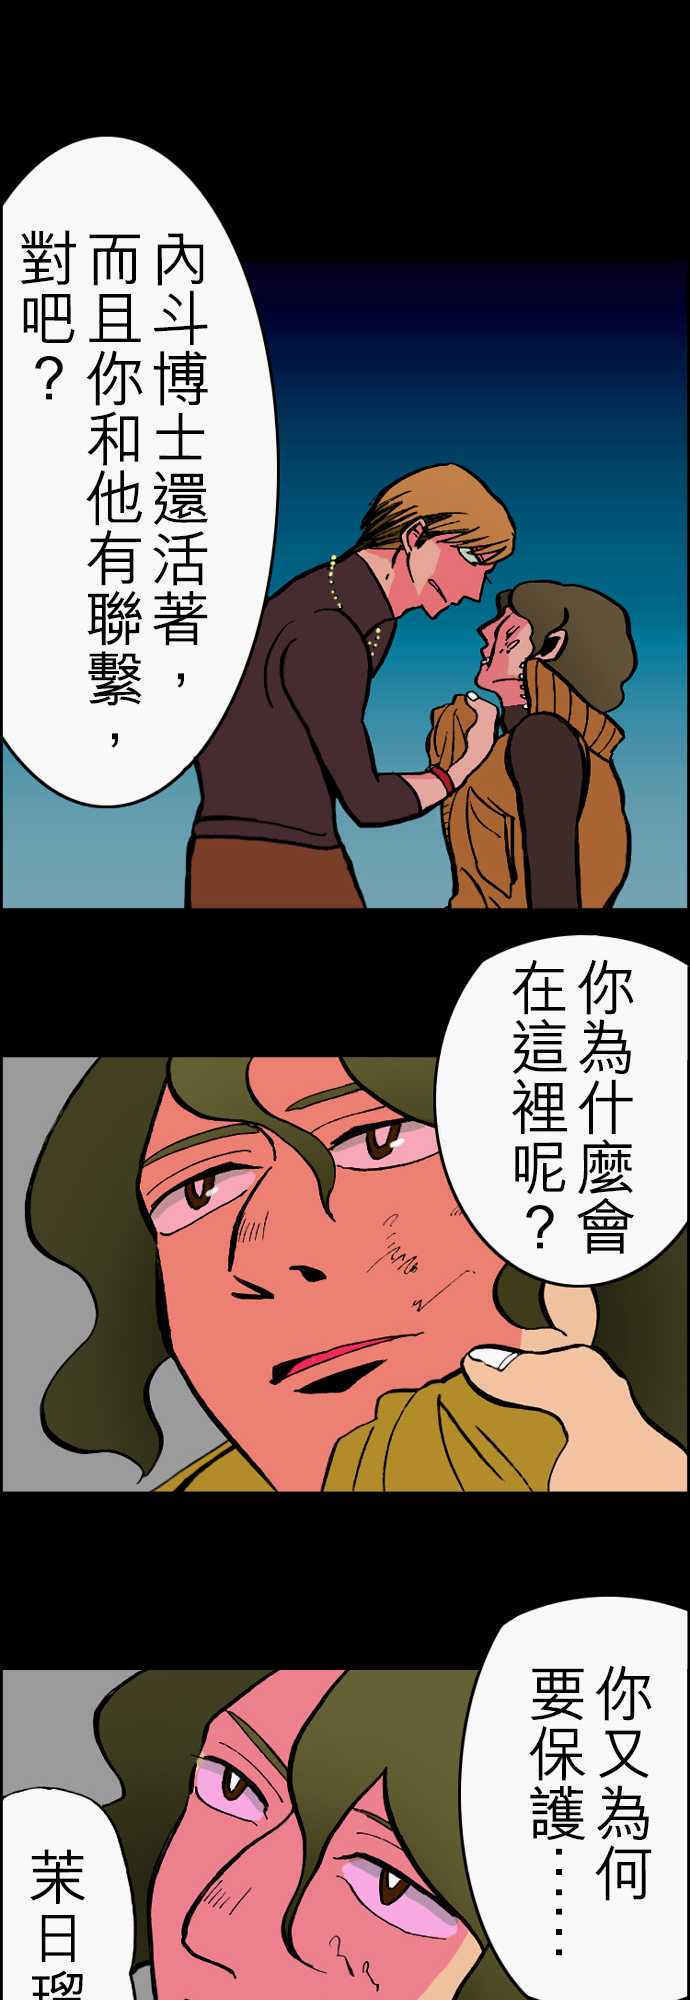 內斗博士還活著，
而且你和他有聯繫，
對吧？
你為什麼會
在這裡呢？
你又為何
要保護⋯⋯
茉日瑠